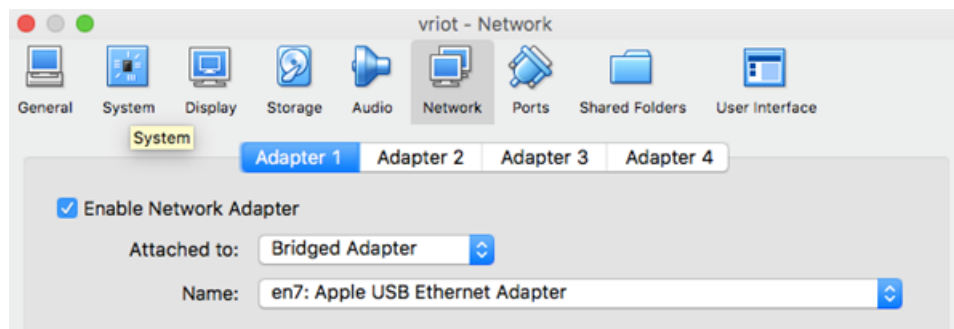 vriot - Network
General System Display Storage Audio Network Ports Shared Folders User Interface
System
Adapter 1 Adapter 2 Adapter 3 Adapter 4
Enable Network Adapter
Attached to: Bridged Adapter
Name: en7: Apple USB Ethernet Adapter